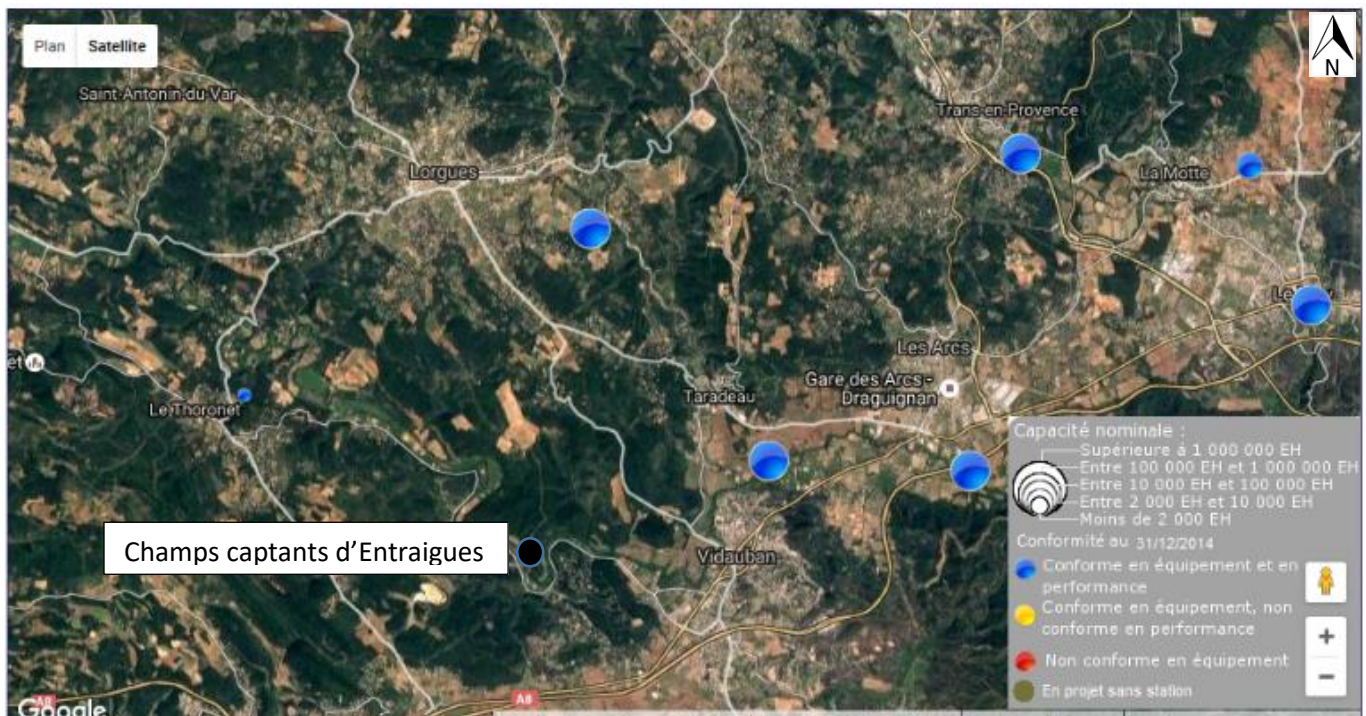 Plan Satellite
N
Saint-Antonin-du-Var
Trans-en-Provence
Lorgues
La Motte
Les Arcs
Gare des Arcs -
Draguignan
Taradeau
Le Thoronet
Champs captants d’Entraigues
Vidauban
A8
A8
Google
Capacité nominale :
Supérieure à 1 000 000 EH
Entre 100 000 EH et 1 000 000 EH
Entre 10 000 EH et 100 000 EH
Entre 2 000 EH et 10 000 EH
Moins de 2 000 EH
Conformité au 31/12/2014
Conforme en équipement et en
performance
Conforme en équipement, non
conforme en performance
Non conforme en équipement
En projet sans station
+
−